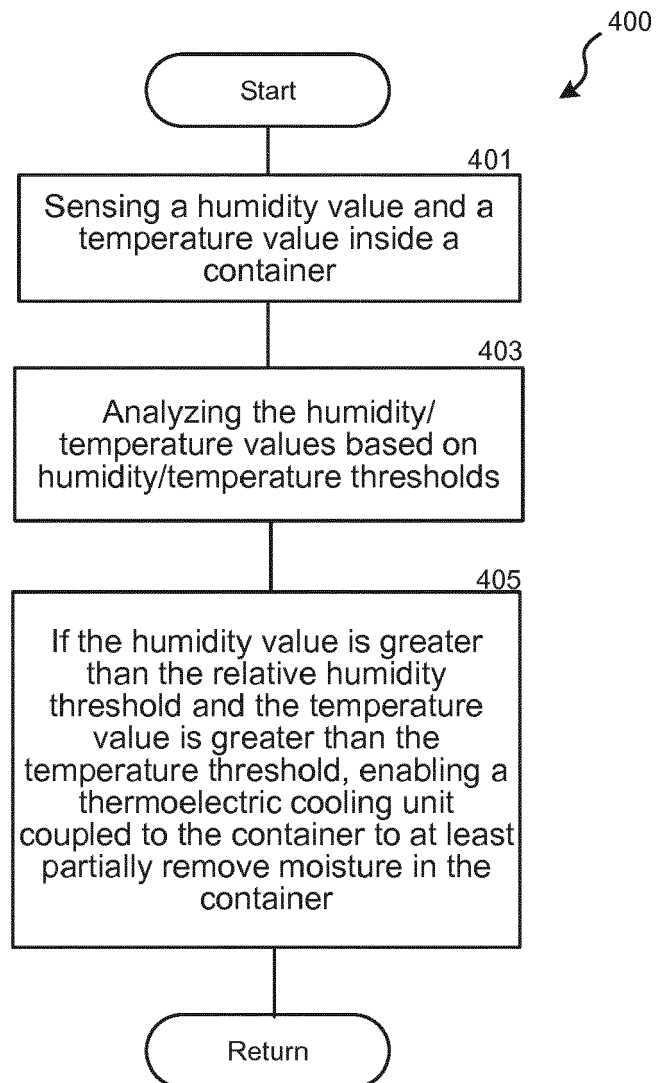 400
Start
401
Sensing a humidity value and a
temperature value inside a
container
403
Analyzing the humidity/
temperature values based on
humidity/temperature thresholds
405
If the humidity value is greater
than the relative humidity
threshold and the temperature
value is greater than the
temperature threshold, enabling a
thermoelectric cooling unit
coupled to the container to at least
partially remove moisture in the
container
Return